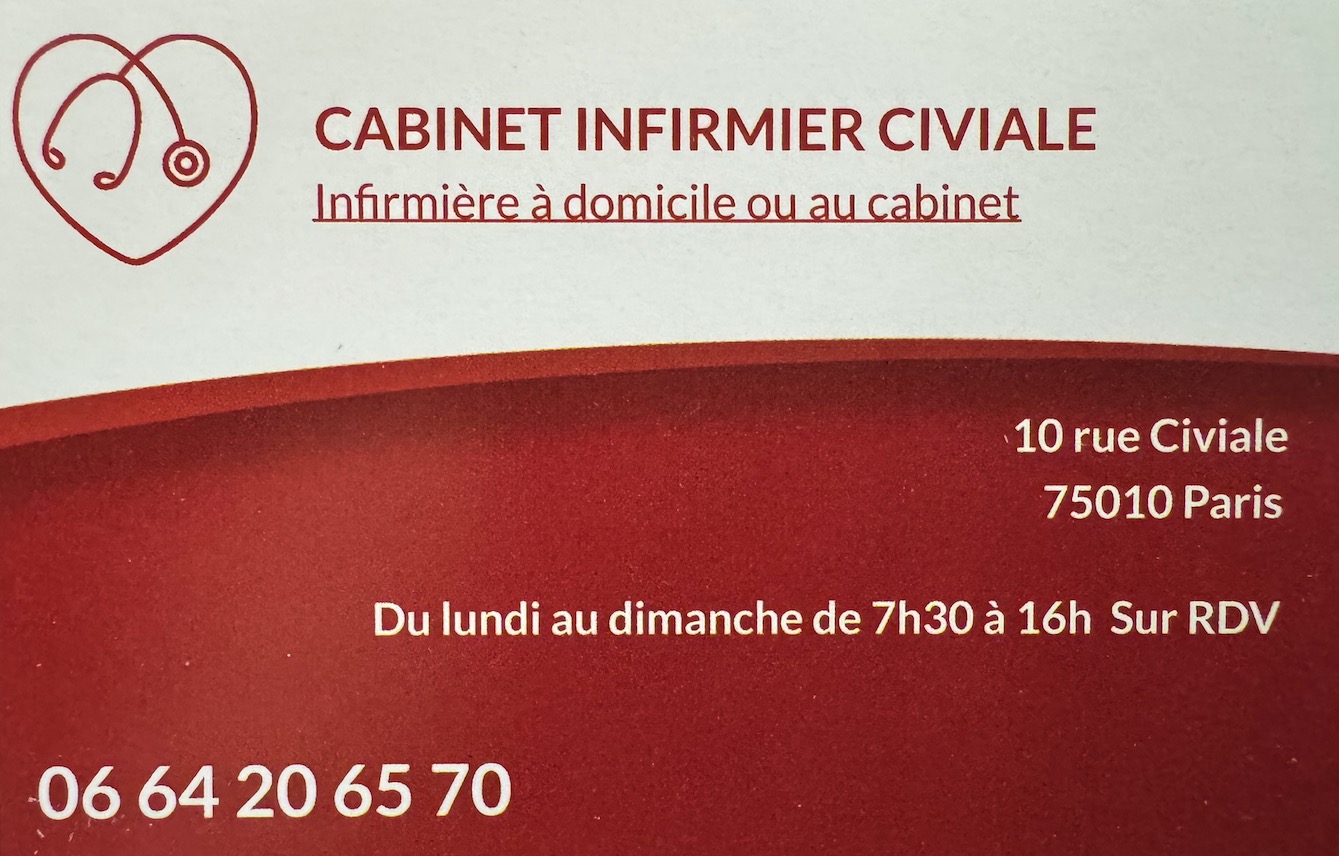 CABINET INFIRMIER CIVIALE
Infirmière à domicile ou au cabinet
10 rue Civiale
75010 Paris
Du lundi au dimanche de 7h30 à 16h Sur RDV
06 64 20 65 70